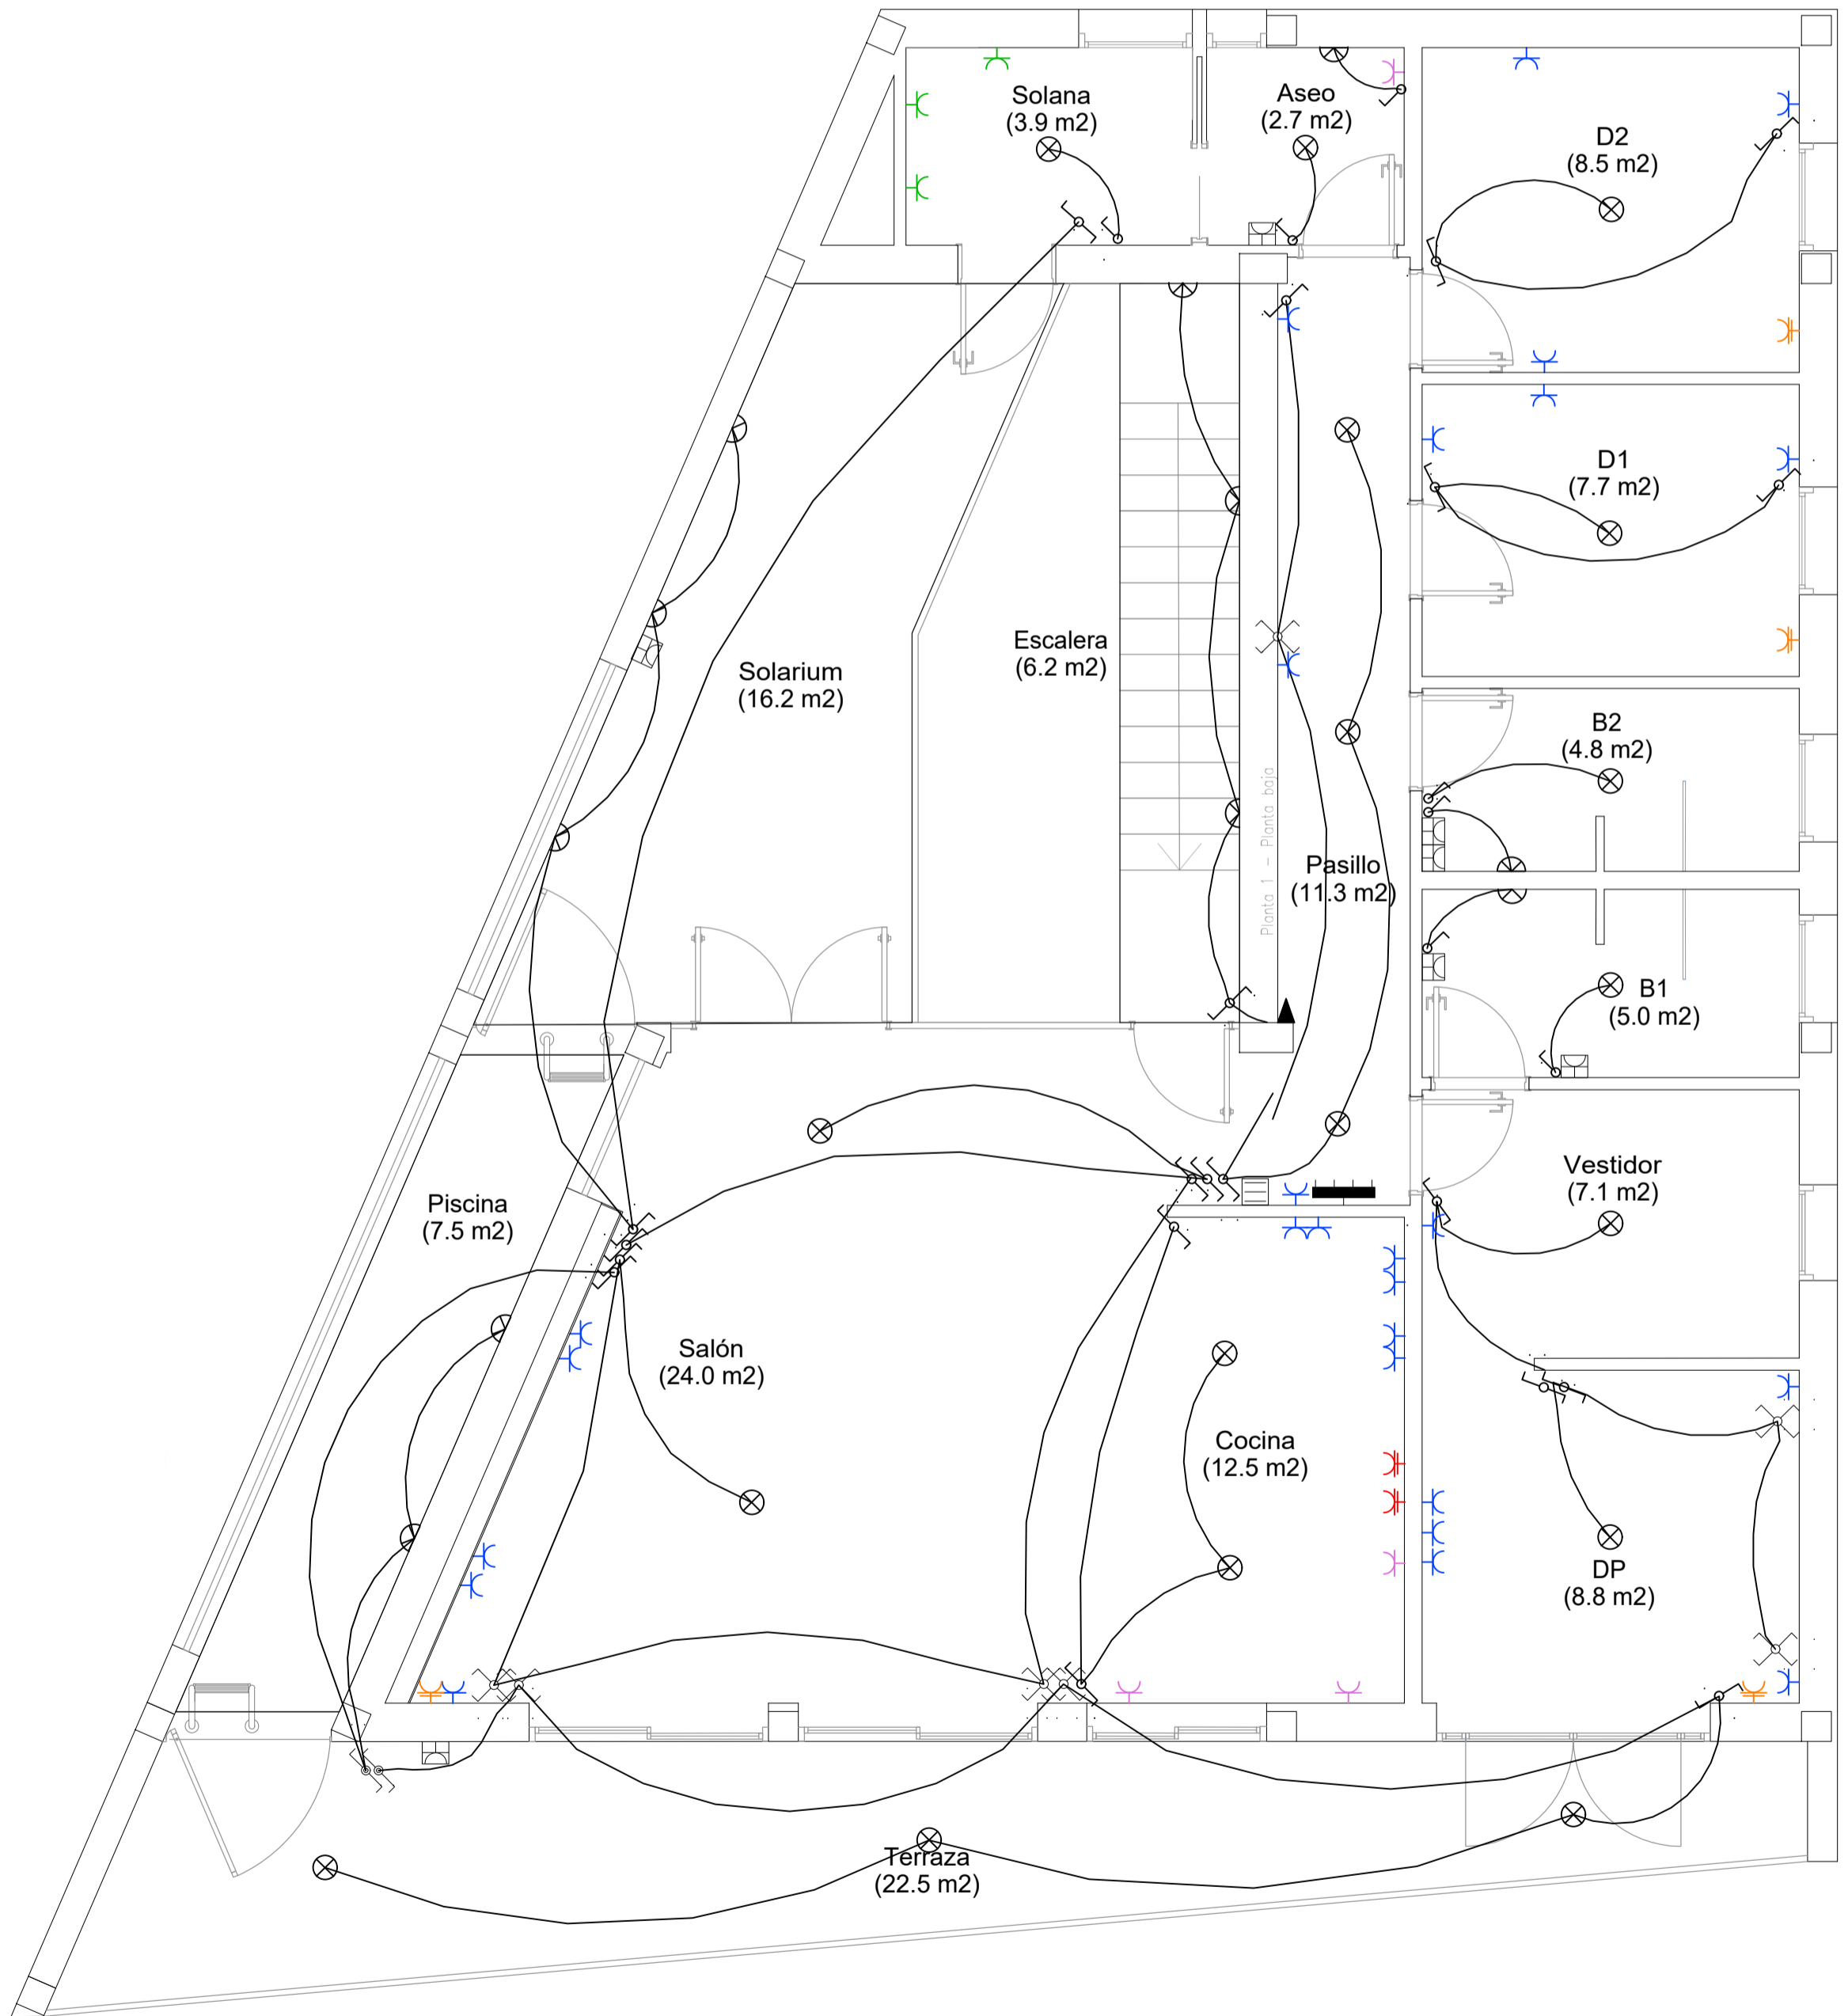 Solana
(3.9 m2)
Aseo
(2.7 m2)
D2
(8.5 m2)
D1
(7.7 m2)
Escalera
(6.2 m2)
Solarium
(16.2 m2)
B2
(4.8 m2)
Planta 1 - Planta baja
Pasillo
(11.3 m2)
B1
(5.0 m2)
Vestidor
(7.1 m2)
Piscina
(7.5 m2)
Salón
(24.0 m2)
Cocina
(12.5 m2)
DP
(8.8 m2)
Terraza
(22.5 m2)